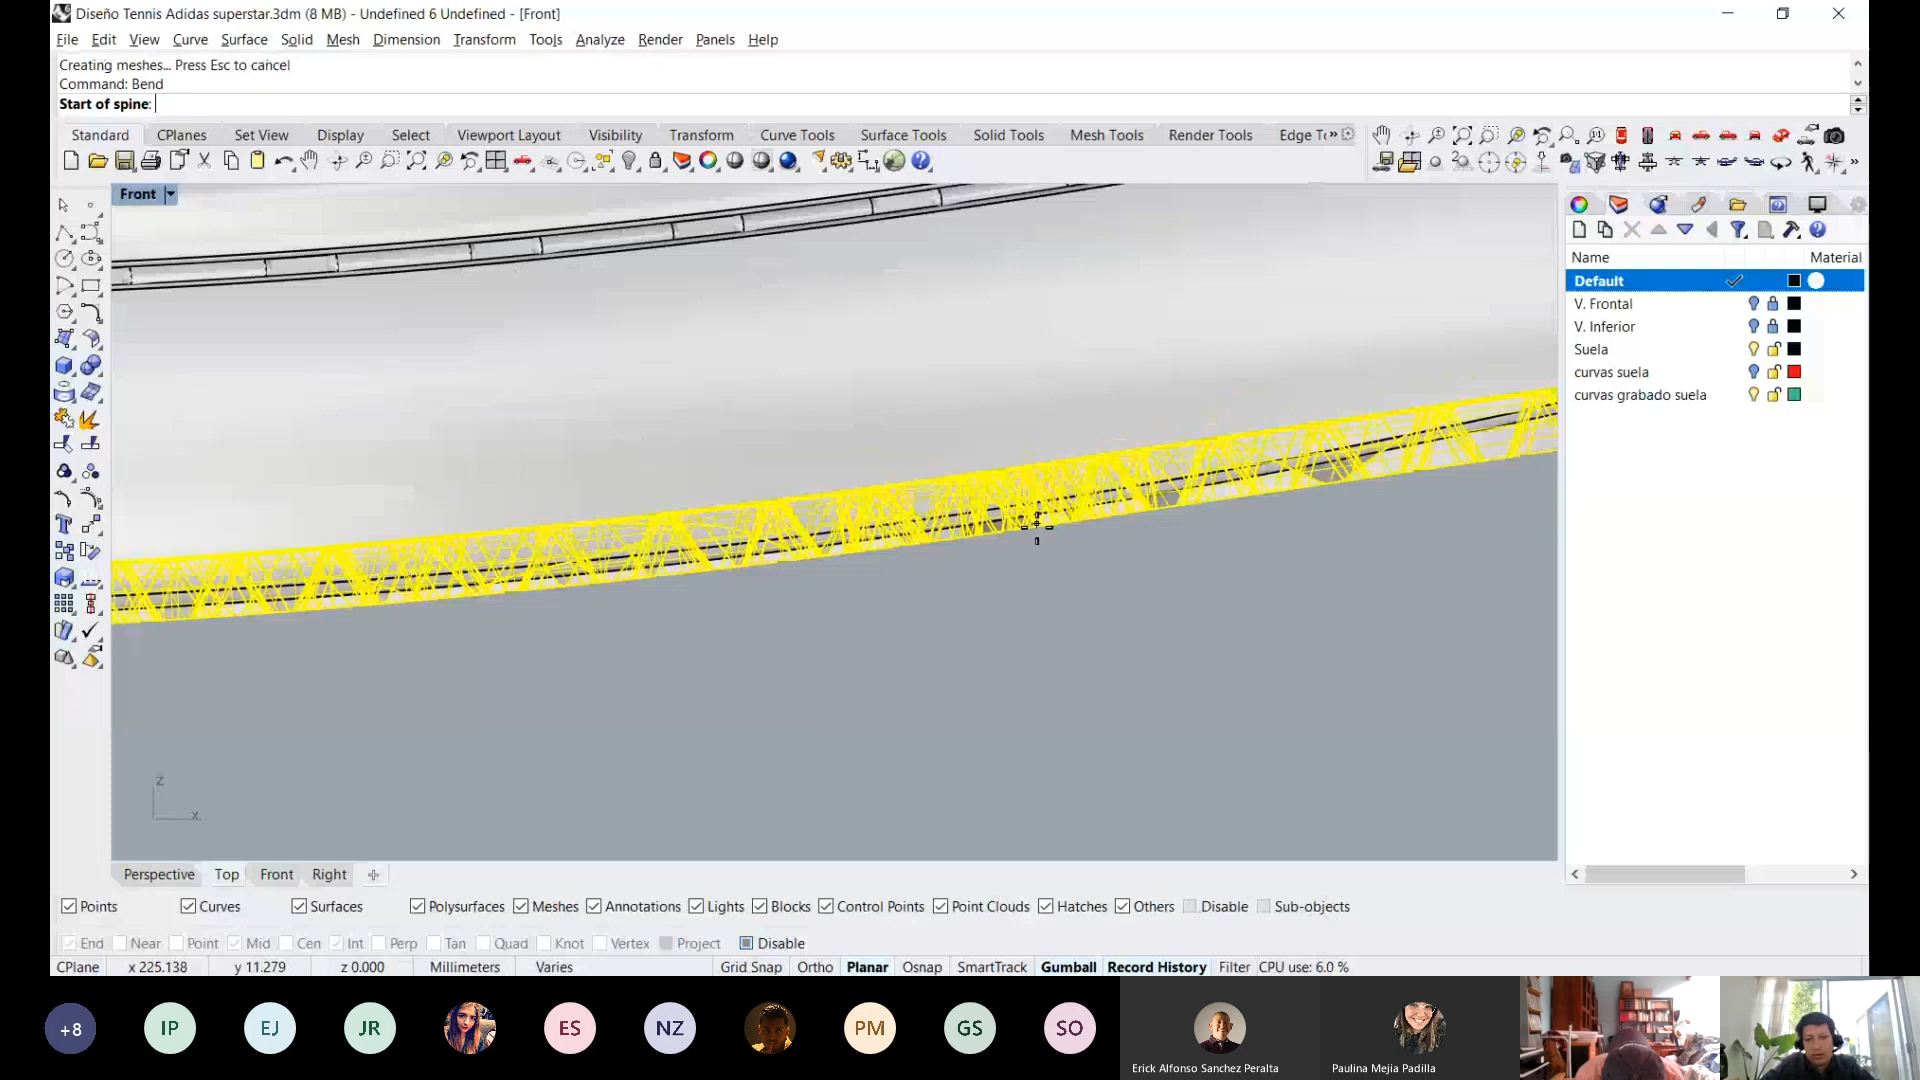 Diseño Tennis Adidas superstar.3dm (8 MB) - Undefined 6 Undefined - [Front]
File Edit View Curve Surface Solid Mesh Dimension Transform Tools Analyze Render Panels Help
Creating meshes... Press Esc to cancel
Command: Bend
Start of spine:
Standard CPlanes Set View Display Select Viewport Layout Visibility Transform Curve Tools Surface Tools Solid Tools Mesh Tools Render Tools Edge To »
Front
Name Material
Default
V. Frontal
V. Inferior
Suela
curvas suela
curvas grabado suela
z
x
Perspective Top Front Right
Points Curves Surfaces Polysurfaces Meshes Annotations Lights Blocks Control Points Point Clouds Hatches Others Disable Sub-objects
End Near Point Mid Cen Int Perp Tan Quad Knot Vertex Project Disable
CPlane x 225.138 y 11.279 z 0.000 Millimeters Varies Grid Snap Ortho Planar Osnap SmartTrack Gumball Record History Filter CPU use: 6.0 %
+8 IP EJ JR ES NZ PM GS SO
Erick Alfonso Sanchez Peralta Paulina Mejia Padilla